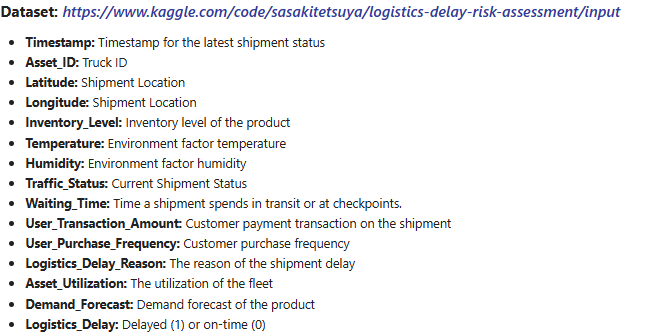 Dataset: https://www.kaggle.com/code/sasakitetsuya/logistics-delay-risk-assessment/input
• Timestamp: Timestamp for the latest shipment status
• Asset_ID: Truck ID
• Latitude: Shipment Location
• Longitude: Shipment Location
• Inventory_Level: Inventory level of the product
• Temperature: Environment factor temperature
• Humidity: Environment factor humidity
• Traffic_Status: Current Shipment Status
• Waiting_Time: Time a shipment spends in transit or at checkpoints.
• User_Transaction_Amount: Customer payment transaction on the shipment
• User_Purchase_Frequency: Customer purchase frequency
• Logistics_Delay_Reason: The reason of the shipment delay
• Asset_Utilization: The utilization of the fleet
• Demand_Forecast: Demand forecast of the product
• Logistics_Delay: Delayed (1) or on-time (0)